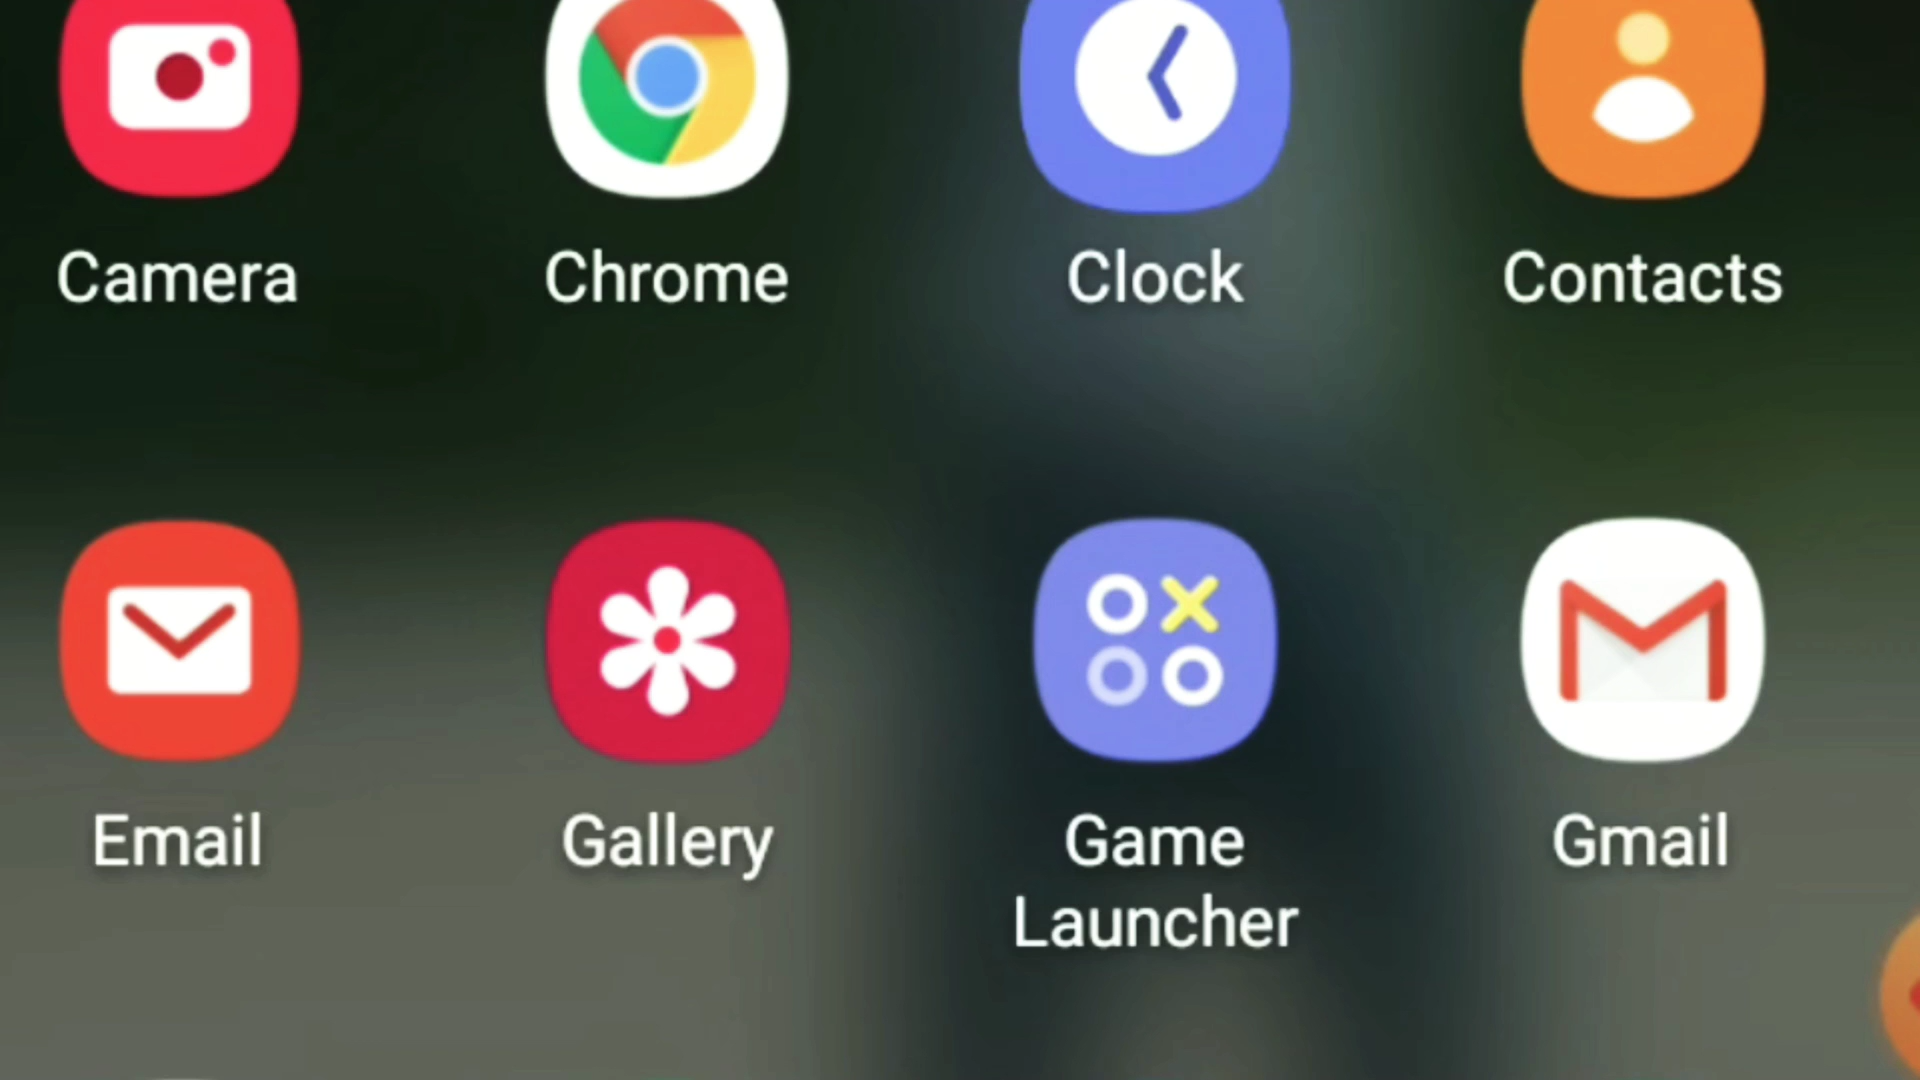 Camera
Chrome
Clock
Contacts
Email
Gallery
Game
Launcher
Gmail